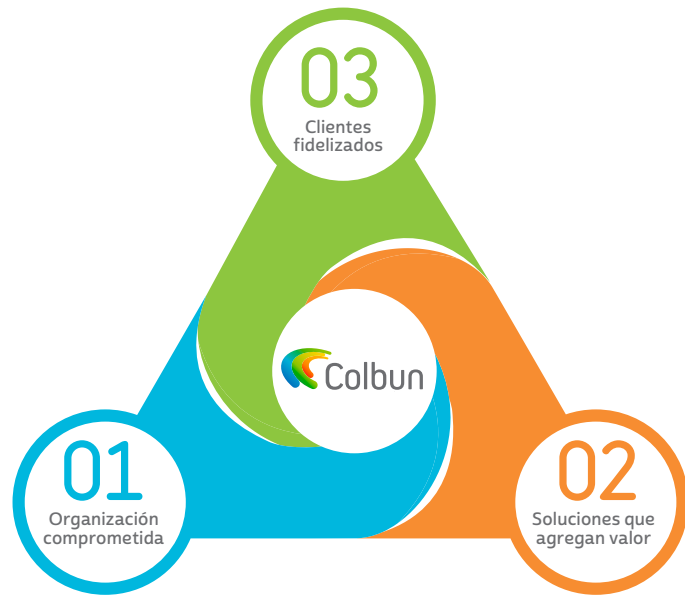 03
Clientes
fidelizados
Colbun
01
Organización
comprometida
02
Soluciones que
agregan valor